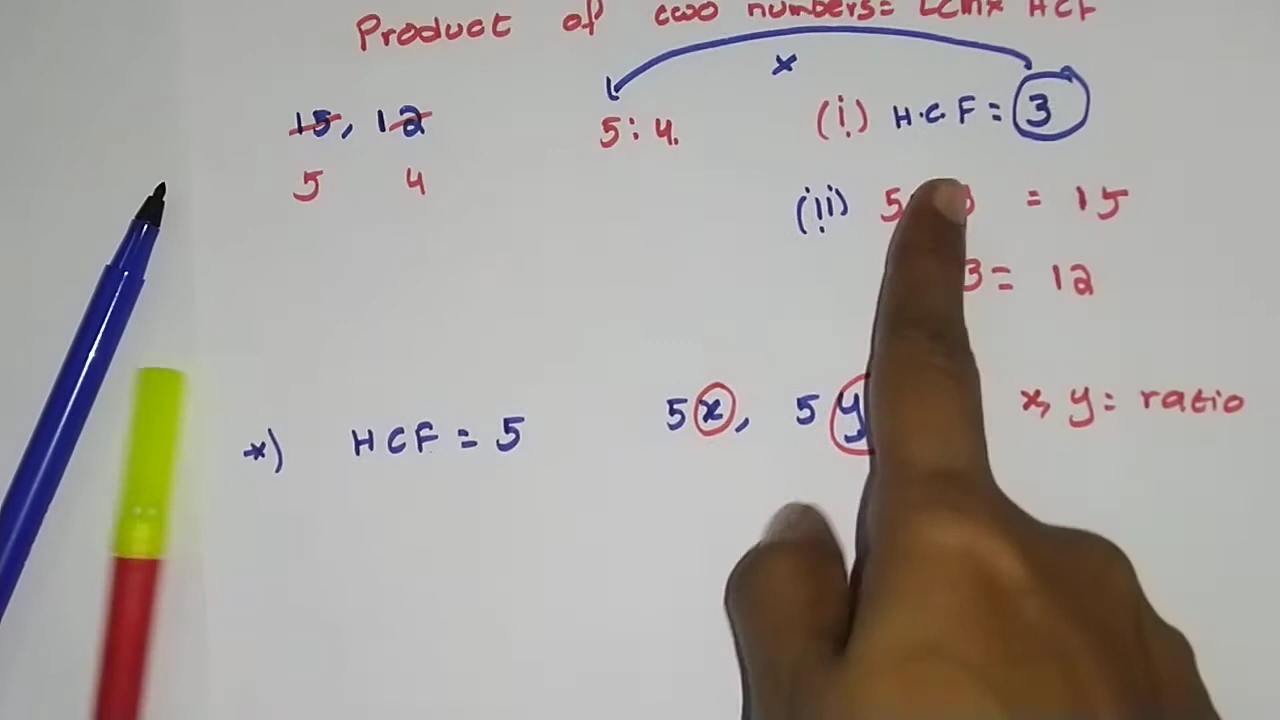 Product of two numbers = LCM x HCF
15, 12 5:4. x (i) H.C.F = 3
5 4 (ii) 5 = 15
3 = 12
*) HCF = 5 5x, 5y x, y = ratio